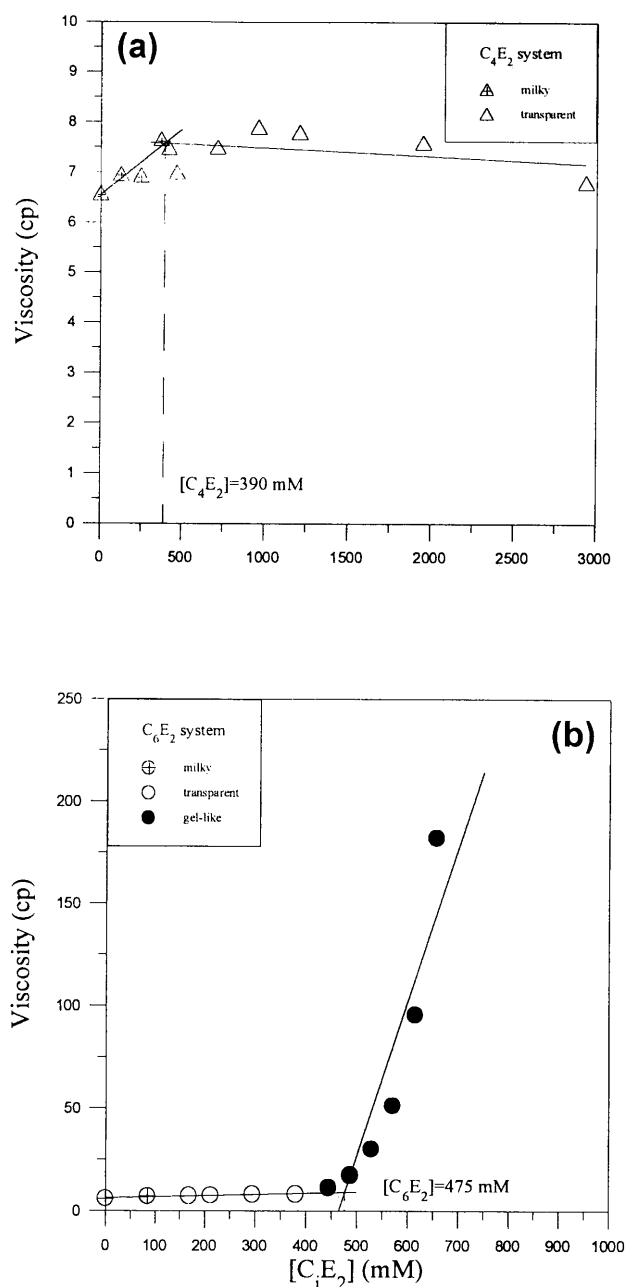 (a)
C₄E₂ system
milky
transparent
Viscosity (cp)
10
9
8
7
6
5
4
3
2
1
0
[C₄E₂]=390 mM
0 500 1000 1500 2000 2500 3000
(b)
C₆E₂ system
milky
transparent
gel-like
Viscosity (cp)
250
200
150
100
50
0
[C₆E₂]=475 mM
0 100 200 300 400 500 600 700 800 900 1000
[CᵢE₂] (mM)